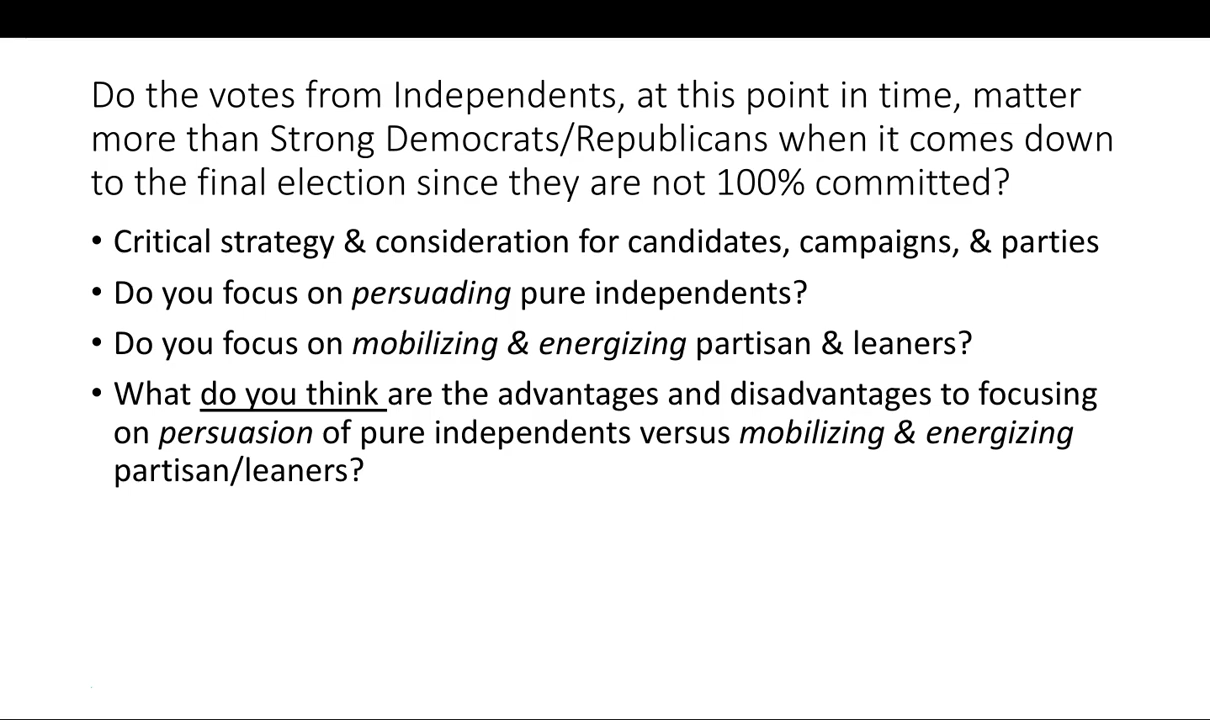 Do the votes from Independents, at this point in time, matter
more than Strong Democrats/Republicans when it comes down
to the final election since they are not 100% committed?
• Critical strategy & consideration for candidates, campaigns, & parties
• Do you focus on persuading pure independents?
• Do you focus on mobilizing & energizing partisan & leaners?
• What do you think are the advantages and disadvantages to focusing
on persuasion of pure independents versus mobilizing & energizing
partisan/leaners?